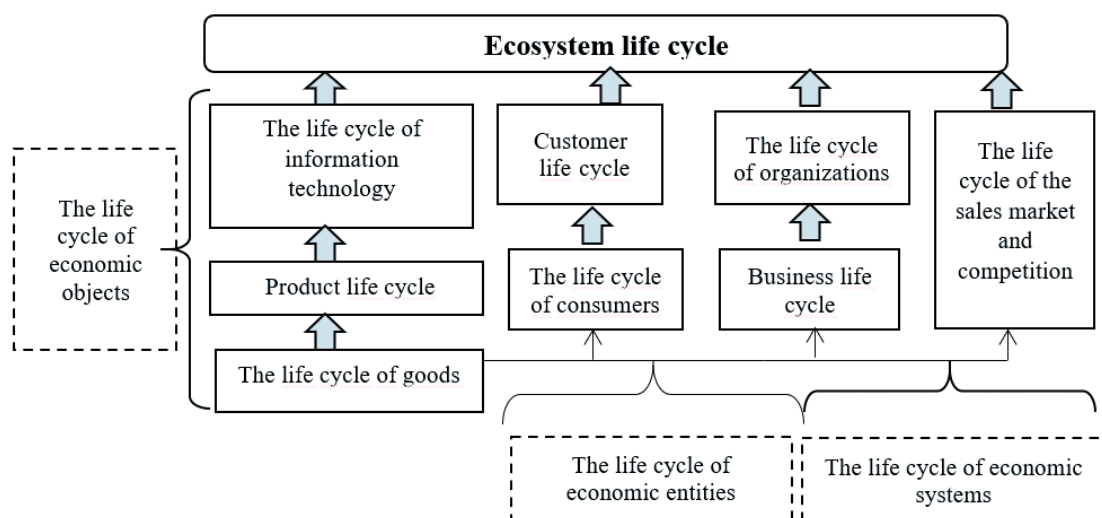 Ecosystem life cycle
The life cycle of
information
technology
Customer
life cycle
The life cycle
of organizations
The life
cycle of the
sales market
and
competition
The life
cycle of
economic
objects
Product life cycle
The life cycle
of consumers
Business life
cycle
The life cycle of goods
The life cycle of
economic entities
The life cycle of economic
systems